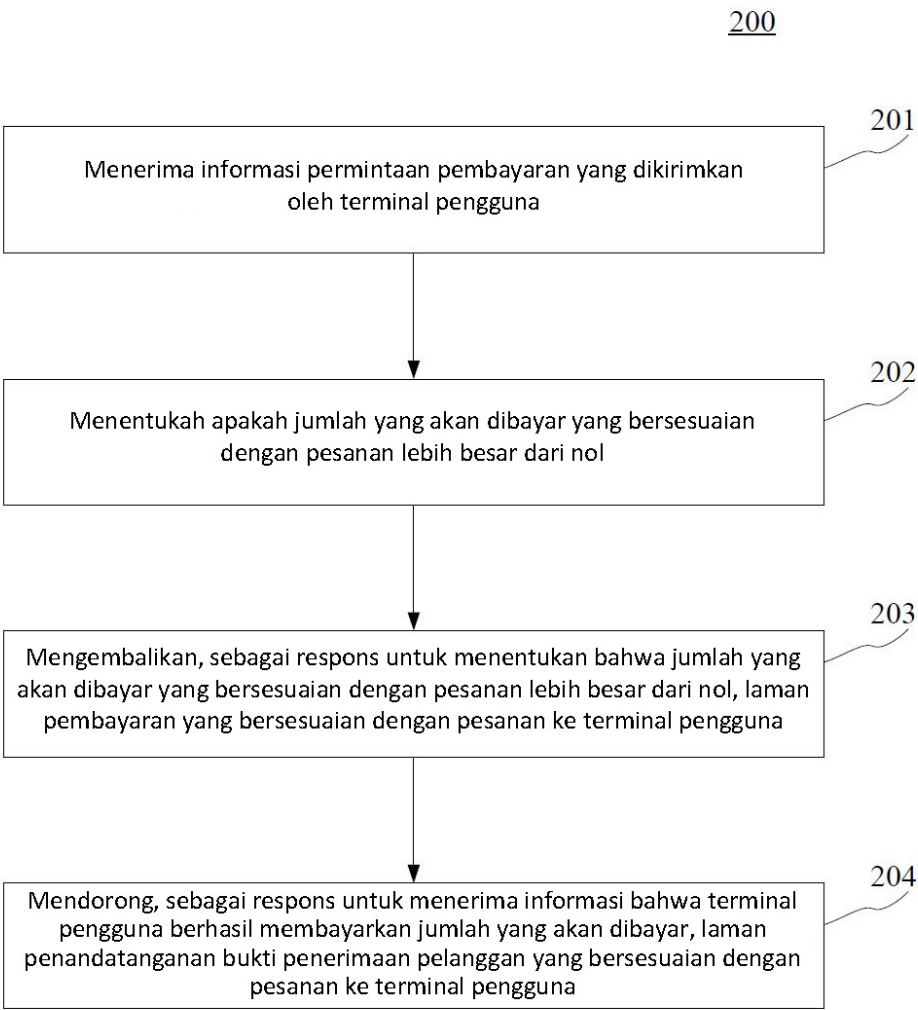 200
201
Menerima informasi permintaan pembayaran yang dikirimkan
oleh terminal pengguna
202
Menentukah apakah jumlah yang akan dibayar yang bersesuaian
dengan pesanan lebih besar dari nol
203
Mengembalikan, sebagai respons untuk menentukan bahwa jumlah yang
akan dibayar yang bersesuaian dengan pesanan lebih besar dari nol, laman
pembayaran yang bersesuaian dengan pesanan ke terminal pengguna
204
Mendorong, sebagai respons untuk menerima informasi bahwa terminal
pengguna berhasil membayarkan jumlah yang akan dibayar, laman
penandatanganan bukti penerimaan pelanggan yang bersesuaian dengan
pesanan ke terminal pengguna